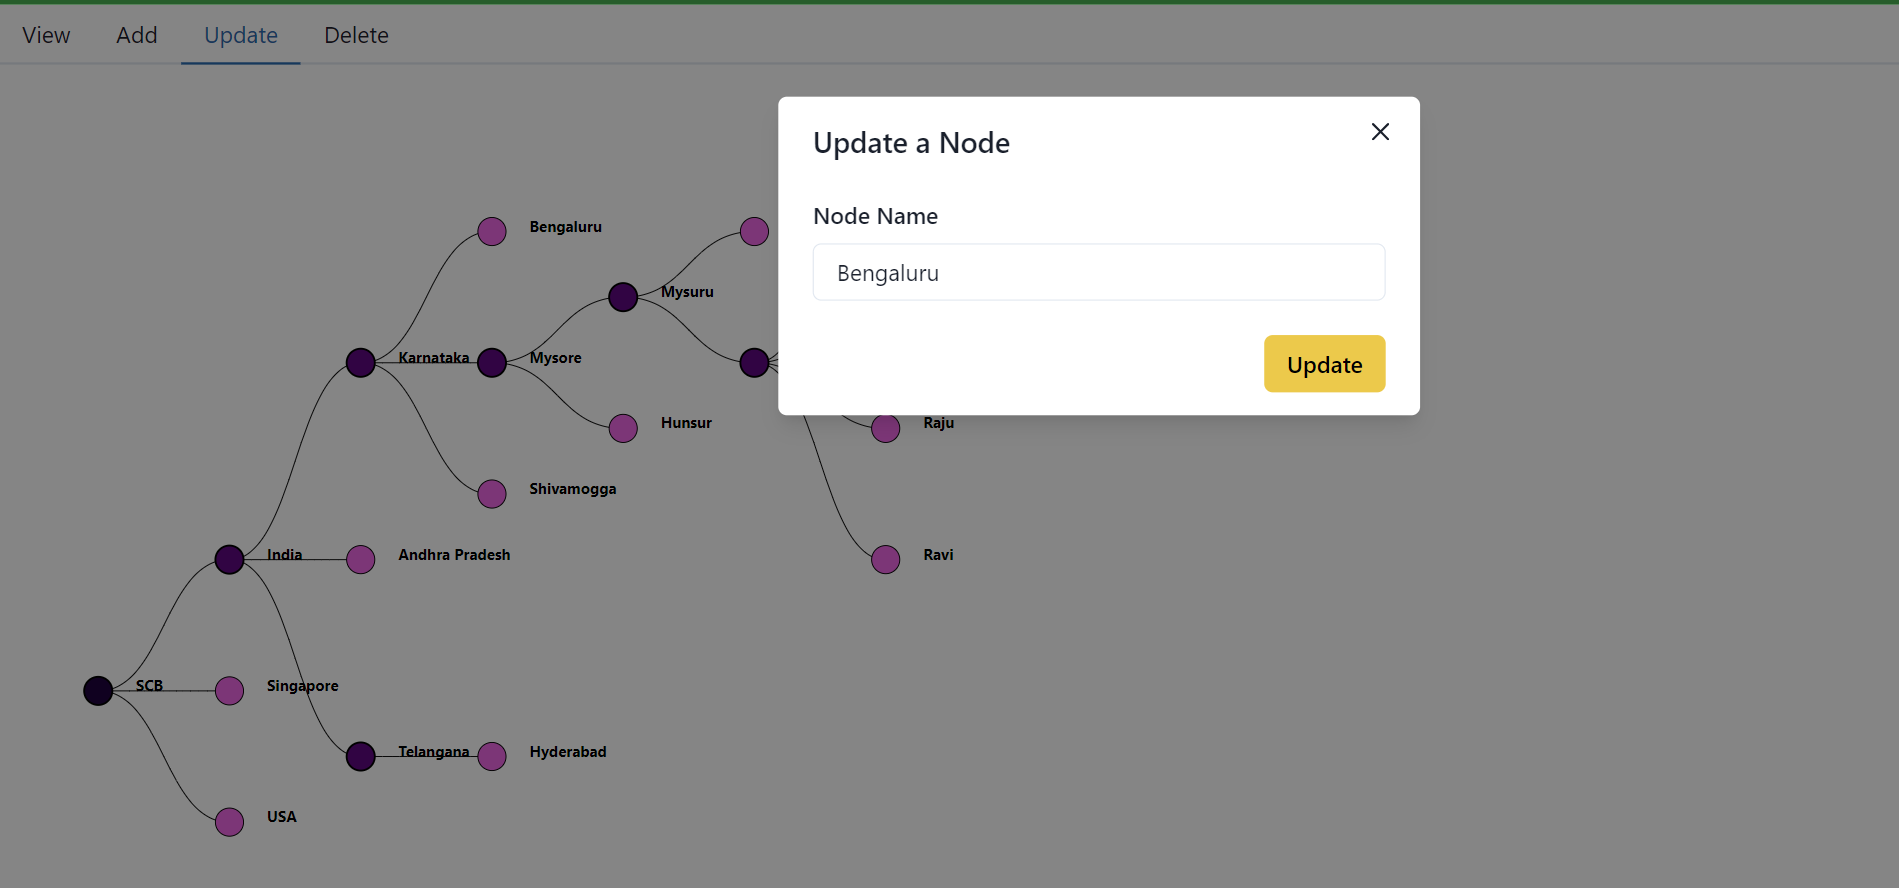 View Add Update Delete
Update a Node
Node Name
Bengaluru
Update
Bengaluru
Mysuru
Karnataka
Mysore
Hunsur
Raju
Shivamogga
India
Andhra Pradesh
Ravi
SCB
Singapore
Telangana
Hyderabad
USA